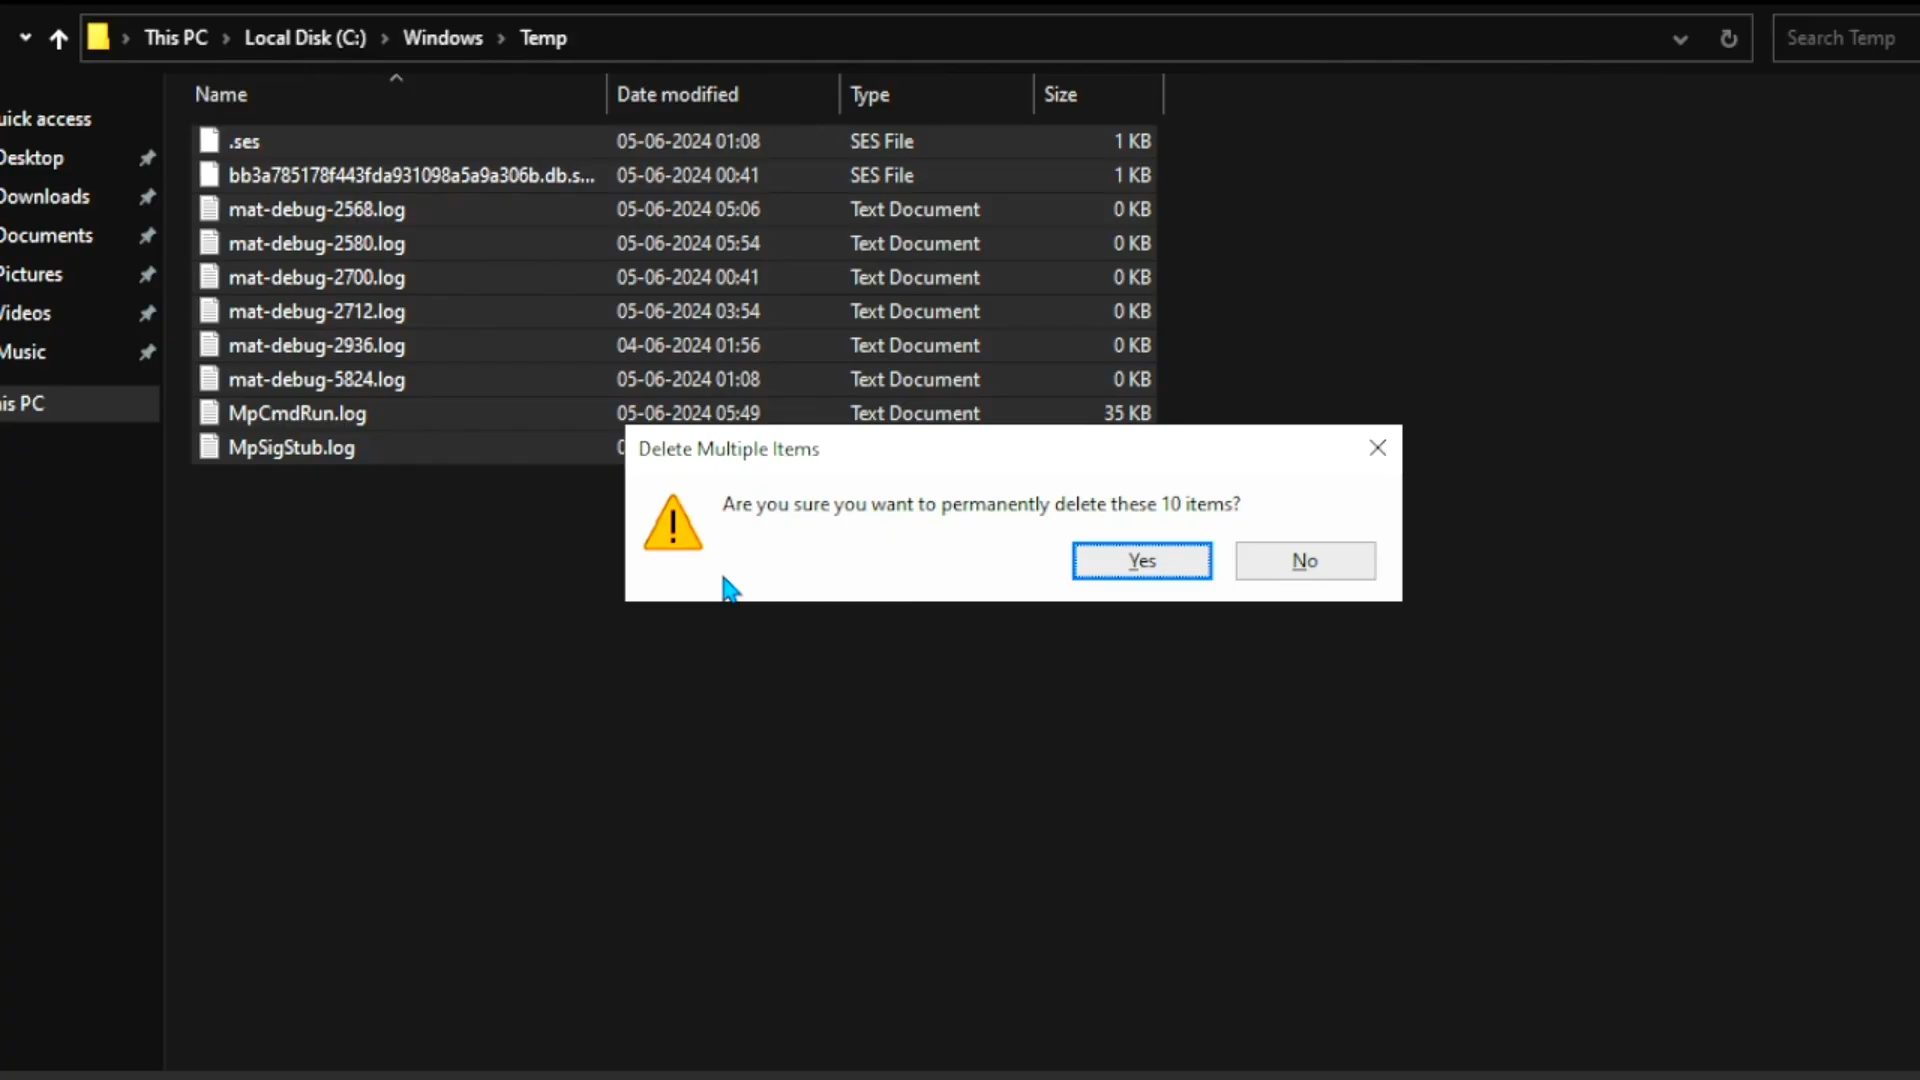 This PC > Local Disk (C:) > Windows > Temp
Search Temp
Name Date modified Type Size
uick access
Desktop
Downloads
Documents
Pictures
Videos
Music
is PC
.ses 05-06-2024 01:08 SES File 1 KB
bb3a785178f443fda931098a5a9a306b.db.s... 05-06-2024 00:41 SES File 1 KB
mat-debug-2568.log 05-06-2024 05:06 Text Document 0 KB
mat-debug-2580.log 05-06-2024 05:54 Text Document 0 KB
mat-debug-2700.log 05-06-2024 00:41 Text Document 0 KB
mat-debug-2712.log 05-06-2024 03:54 Text Document 0 KB
mat-debug-2936.log 04-06-2024 01:56 Text Document 0 KB
mat-debug-5824.log 05-06-2024 01:08 Text Document 0 KB
MpCmdRun.log 05-06-2024 05:49 Text Document 35 KB
MpSigStub.log
Delete Multiple Items
Are you sure you want to permanently delete these 10 items?
Yes No